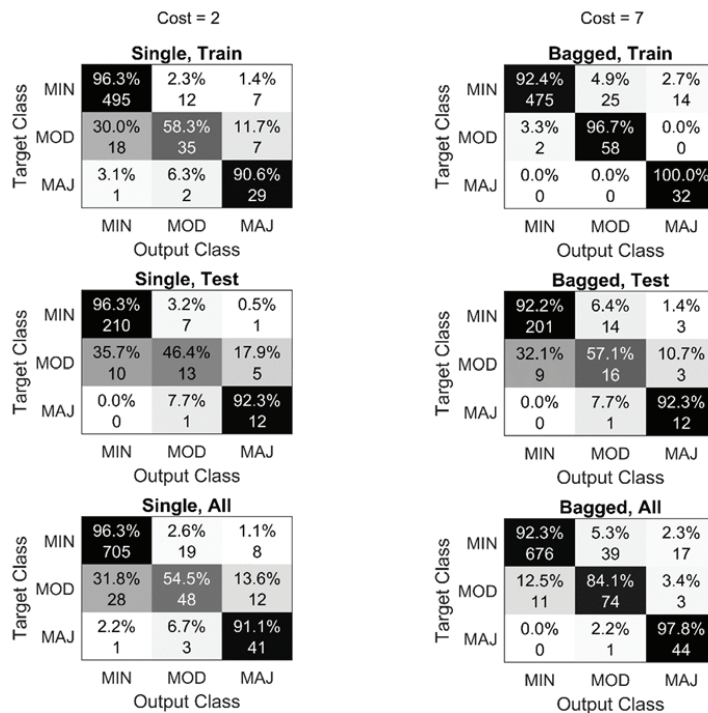 Cost = 2
Single, Train
Target Class
MIN
96.3% 2.3% 1.4%
495 12 7
MOD
30.0% 58.3% 11.7%
18 35 7
MAJ
3.1% 6.3% 90.6%
1 2 29
MIN MOD MAJ
Output Class
Single, Test
Target Class
MIN
96.3% 3.2% 0.5%
210 7 1
MOD
35.7% 46.4% 17.9%
10 13 5
MAJ
0.0% 7.7% 92.3%
0 1 12
MIN MOD MAJ
Output Class
Single, All
Target Class
MIN
96.3% 2.6% 1.1%
705 19 8
MOD
31.8% 54.5% 13.6%
28 48 12
MAJ
2.2% 6.7% 91.1%
1 3 41
MIN MOD MAJ
Output Class
Cost = 7
Bagged, Train
Target Class
MIN
92.4% 4.9% 2.7%
475 25 14
MOD
3.3% 96.7% 0.0%
2 58 0
MAJ
0.0% 0.0% 100.0%
0 0 32
MIN MOD MAJ
Output Class
Bagged, Test
Target Class
MIN
92.2% 6.4% 1.4%
201 14 3
MOD
32.1% 57.1% 10.7%
9 16 3
MAJ
0.0% 7.7% 92.3%
0 1 12
MIN MOD MAJ
Output Class
Bagged, All
Target Class
MIN
92.3% 5.3% 2.3%
676 39 17
MOD
12.5% 84.1% 3.4%
11 74 3
MAJ
0.0% 2.2% 97.8%
0 1 44
MIN MOD MAJ
Output Class